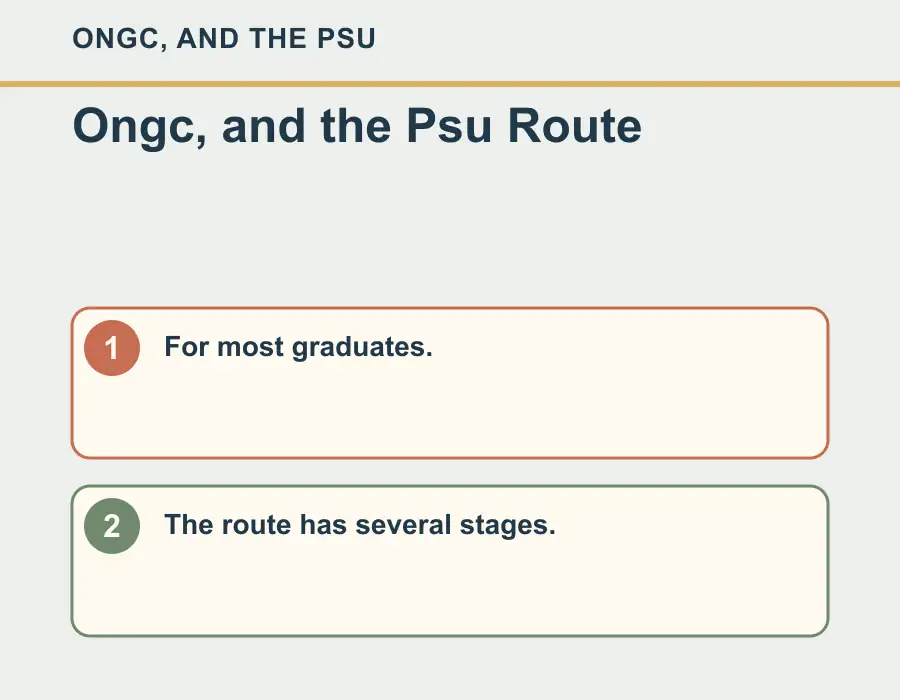 ONGC, AND THE PSU
Ongc, and the Psu Route
1 For most graduates.
2 The route has several stages.